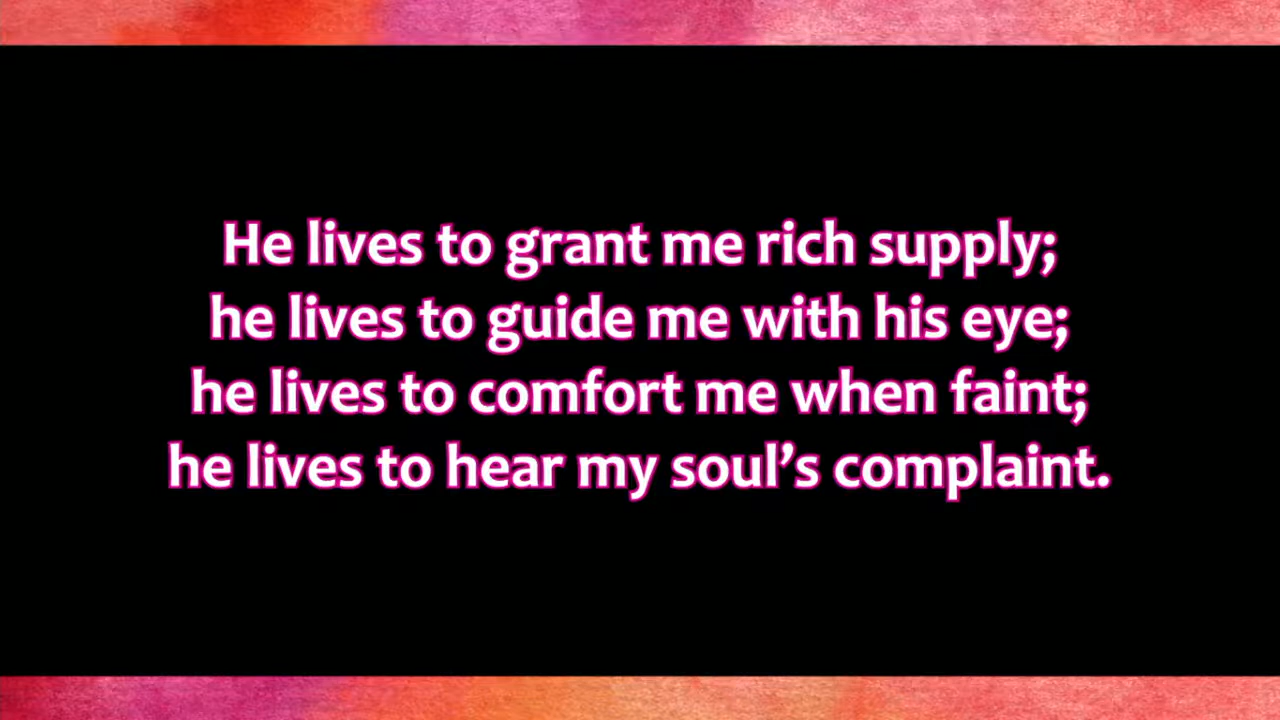 He lives to grant me rich supply;
he lives to guide me with his eye;
he lives to comfort me when faint;
he lives to hear my soul’s complaint.